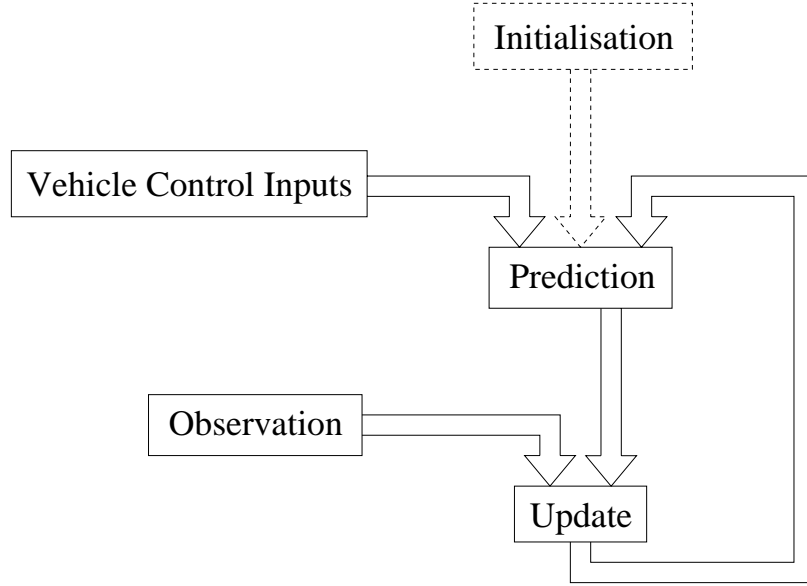 Initialisation
Vehicle Control Inputs
Prediction
Observation
Update